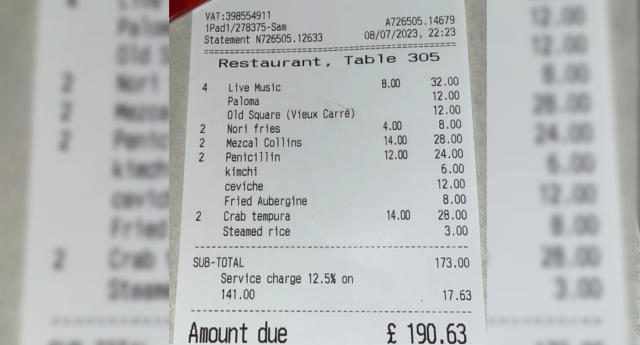 VAT:398554911
iPad1/278375-Sam A726505.14679
Statement N726505.12633 08/07/2023, 22:23
Restaurant, Table 305
4 Live Music 8.00 32.00
Paloma 12.00
Old Square (Vieux Carré) 12.00
2 Nori fries 4.00 8.00
2 Mezcal Collins 14.00 28.00
2 Penicillin 12.00 24.00
kimchi 6.00
ceviche 12.00
Fried Aubergine 8.00
2 Crab tempura 14.00 28.00
Steamed rice 3.00
SUB-TOTAL 173.00
Service charge 12.5% on
141.00 17.63
Amount due £ 190.63